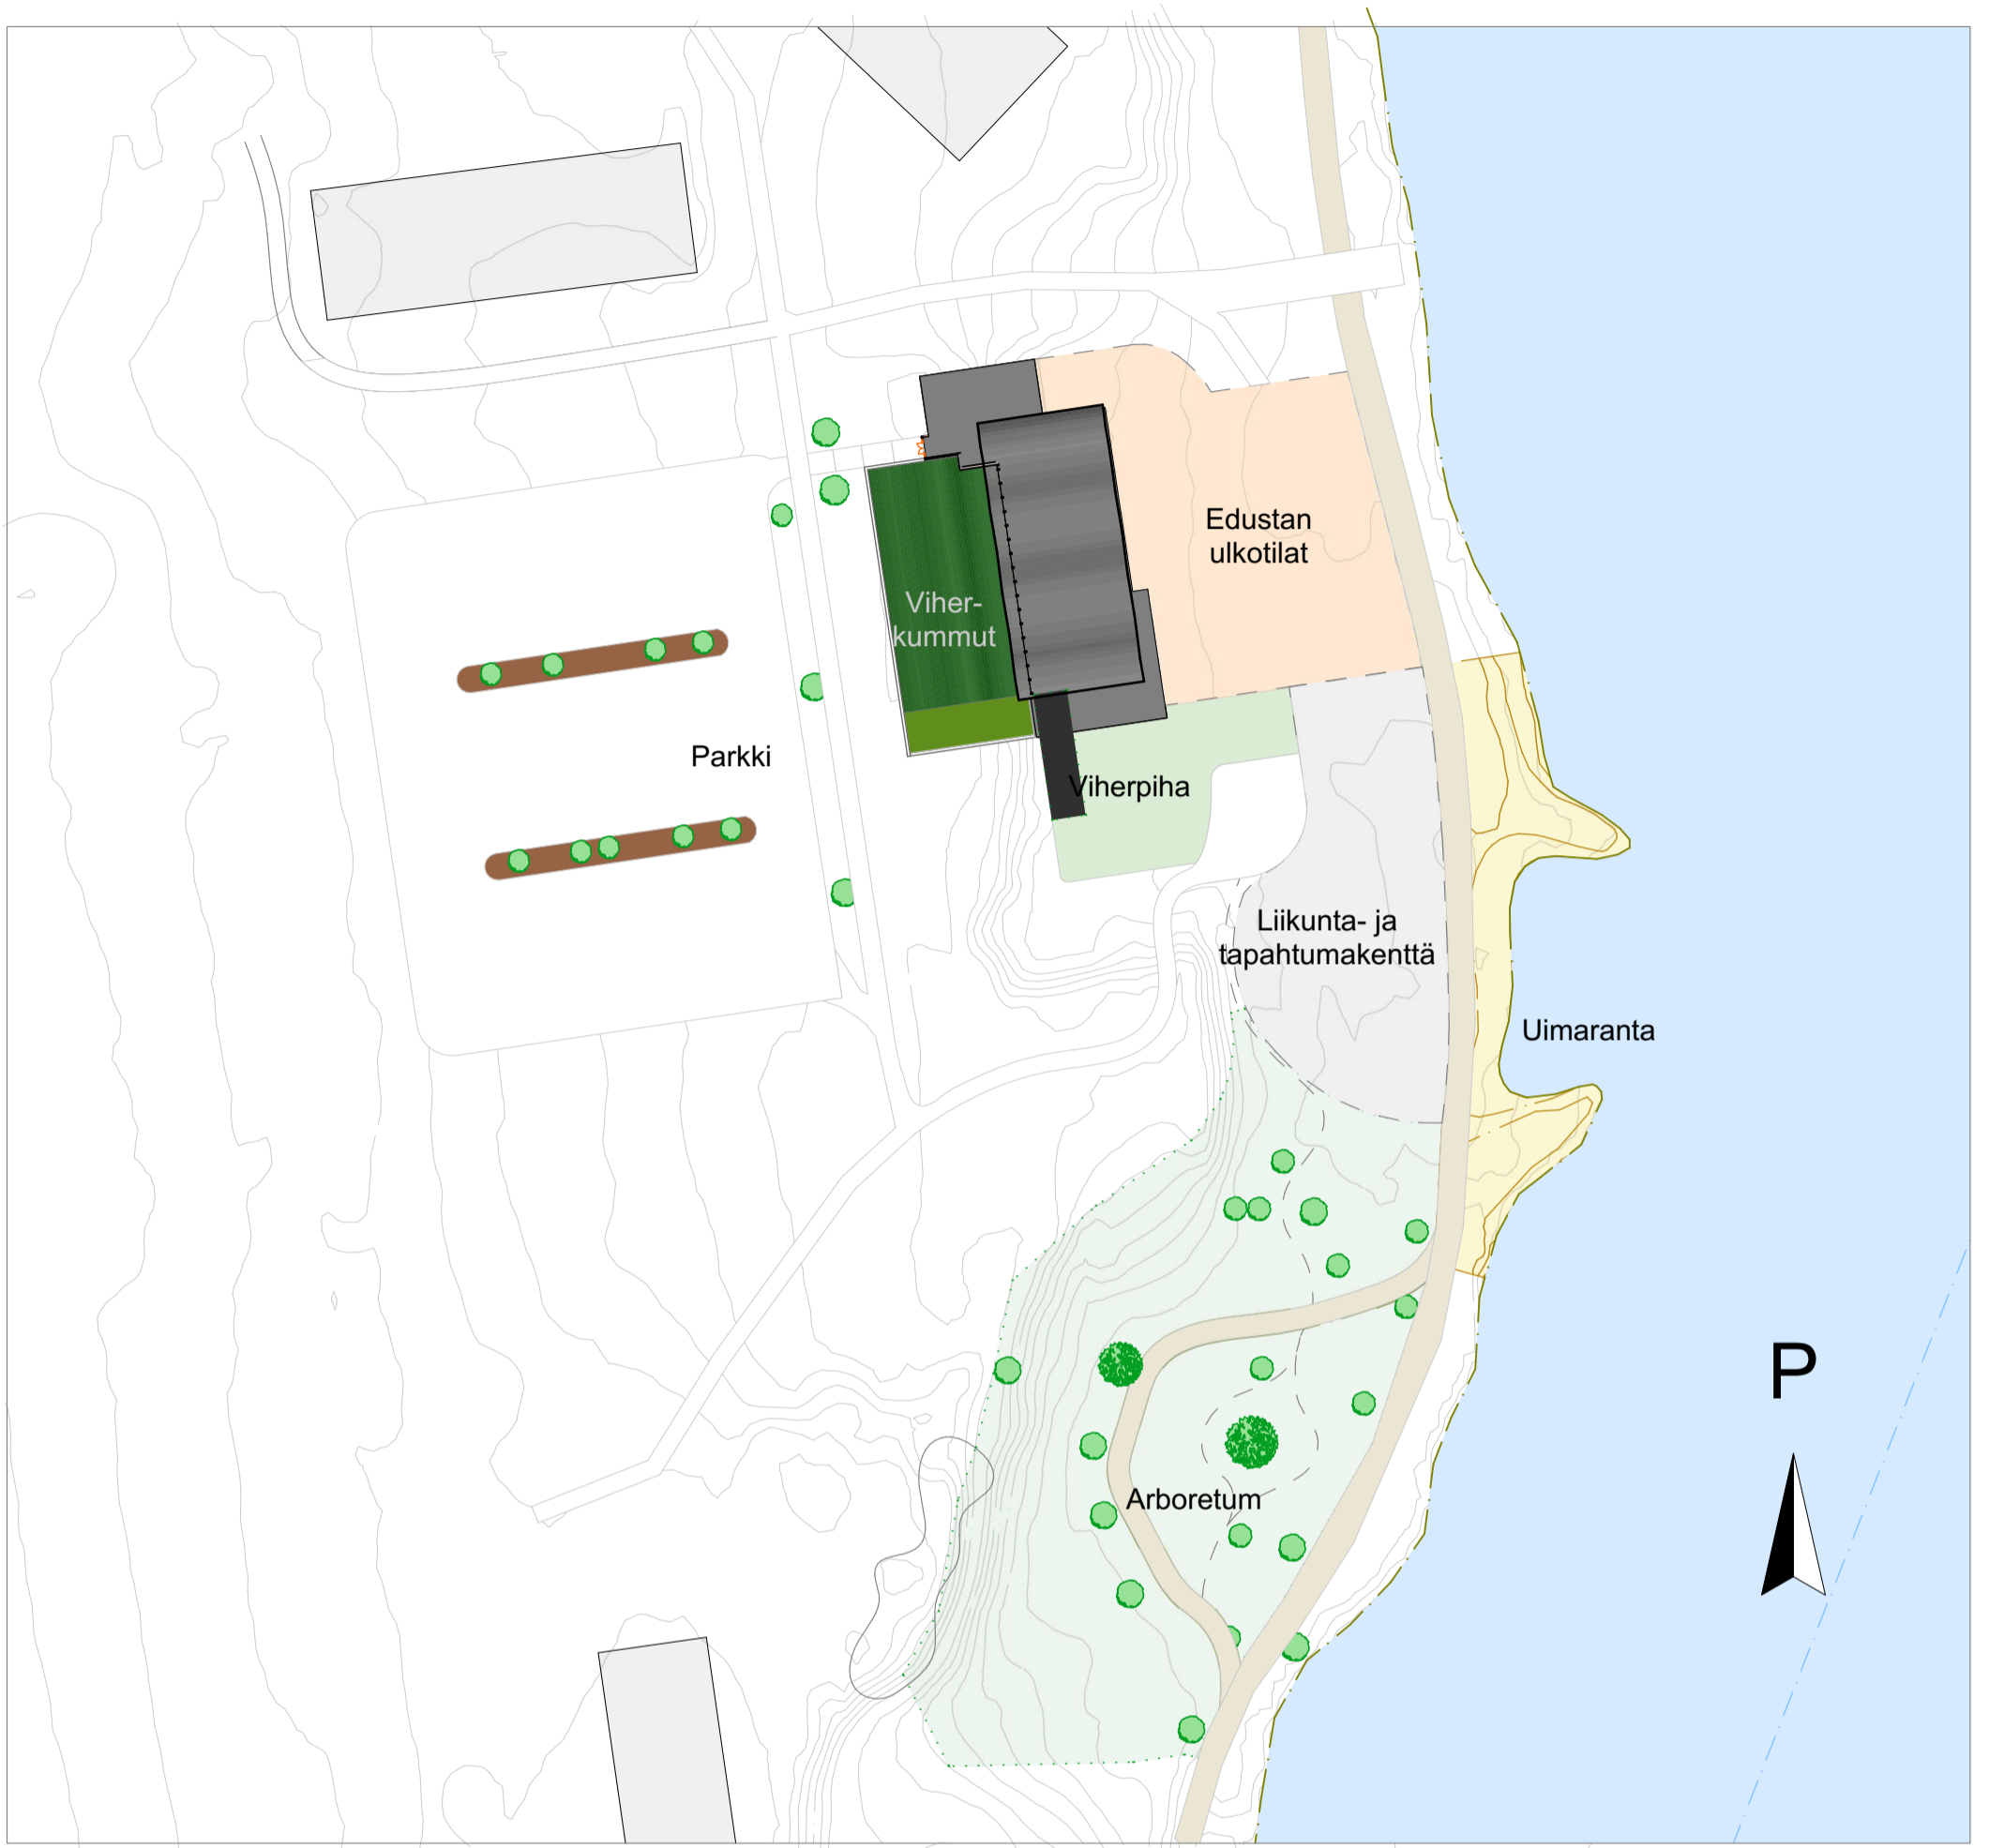 Edustan
ulkotilat
Viher-
kummut
Parkki
Viherpiha
Liikunta- ja
tapahtumakenttä
Uimaranta
P
Arboretum